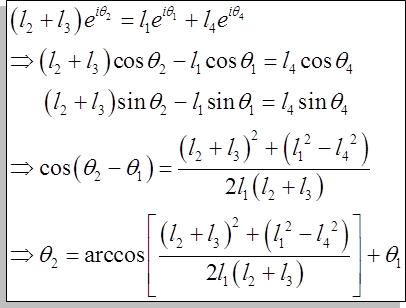 (l₂ + l₃)e^{iθ₂} = l₁e^{iθ₁} + l₄e^{iθ₄}
⇒ (l₂ + l₃)cos θ₂ − l₁ cos θ₁ = l₄ cos θ₄
(l₂ + l₃)sin θ₂ − l₁ sin θ₁ = l₄ sin θ₄
⇒ cos(θ₂ − θ₁) = \frac{(l₂ + l₃)² + (l₁² − l₄²)}{2l₁(l₂ + l₃)}
⇒ θ₂ = arccos[\frac{(l₂ + l₃)² + (l₁² − l₄²)}{2l₁(l₂ + l₃)}] + θ₁